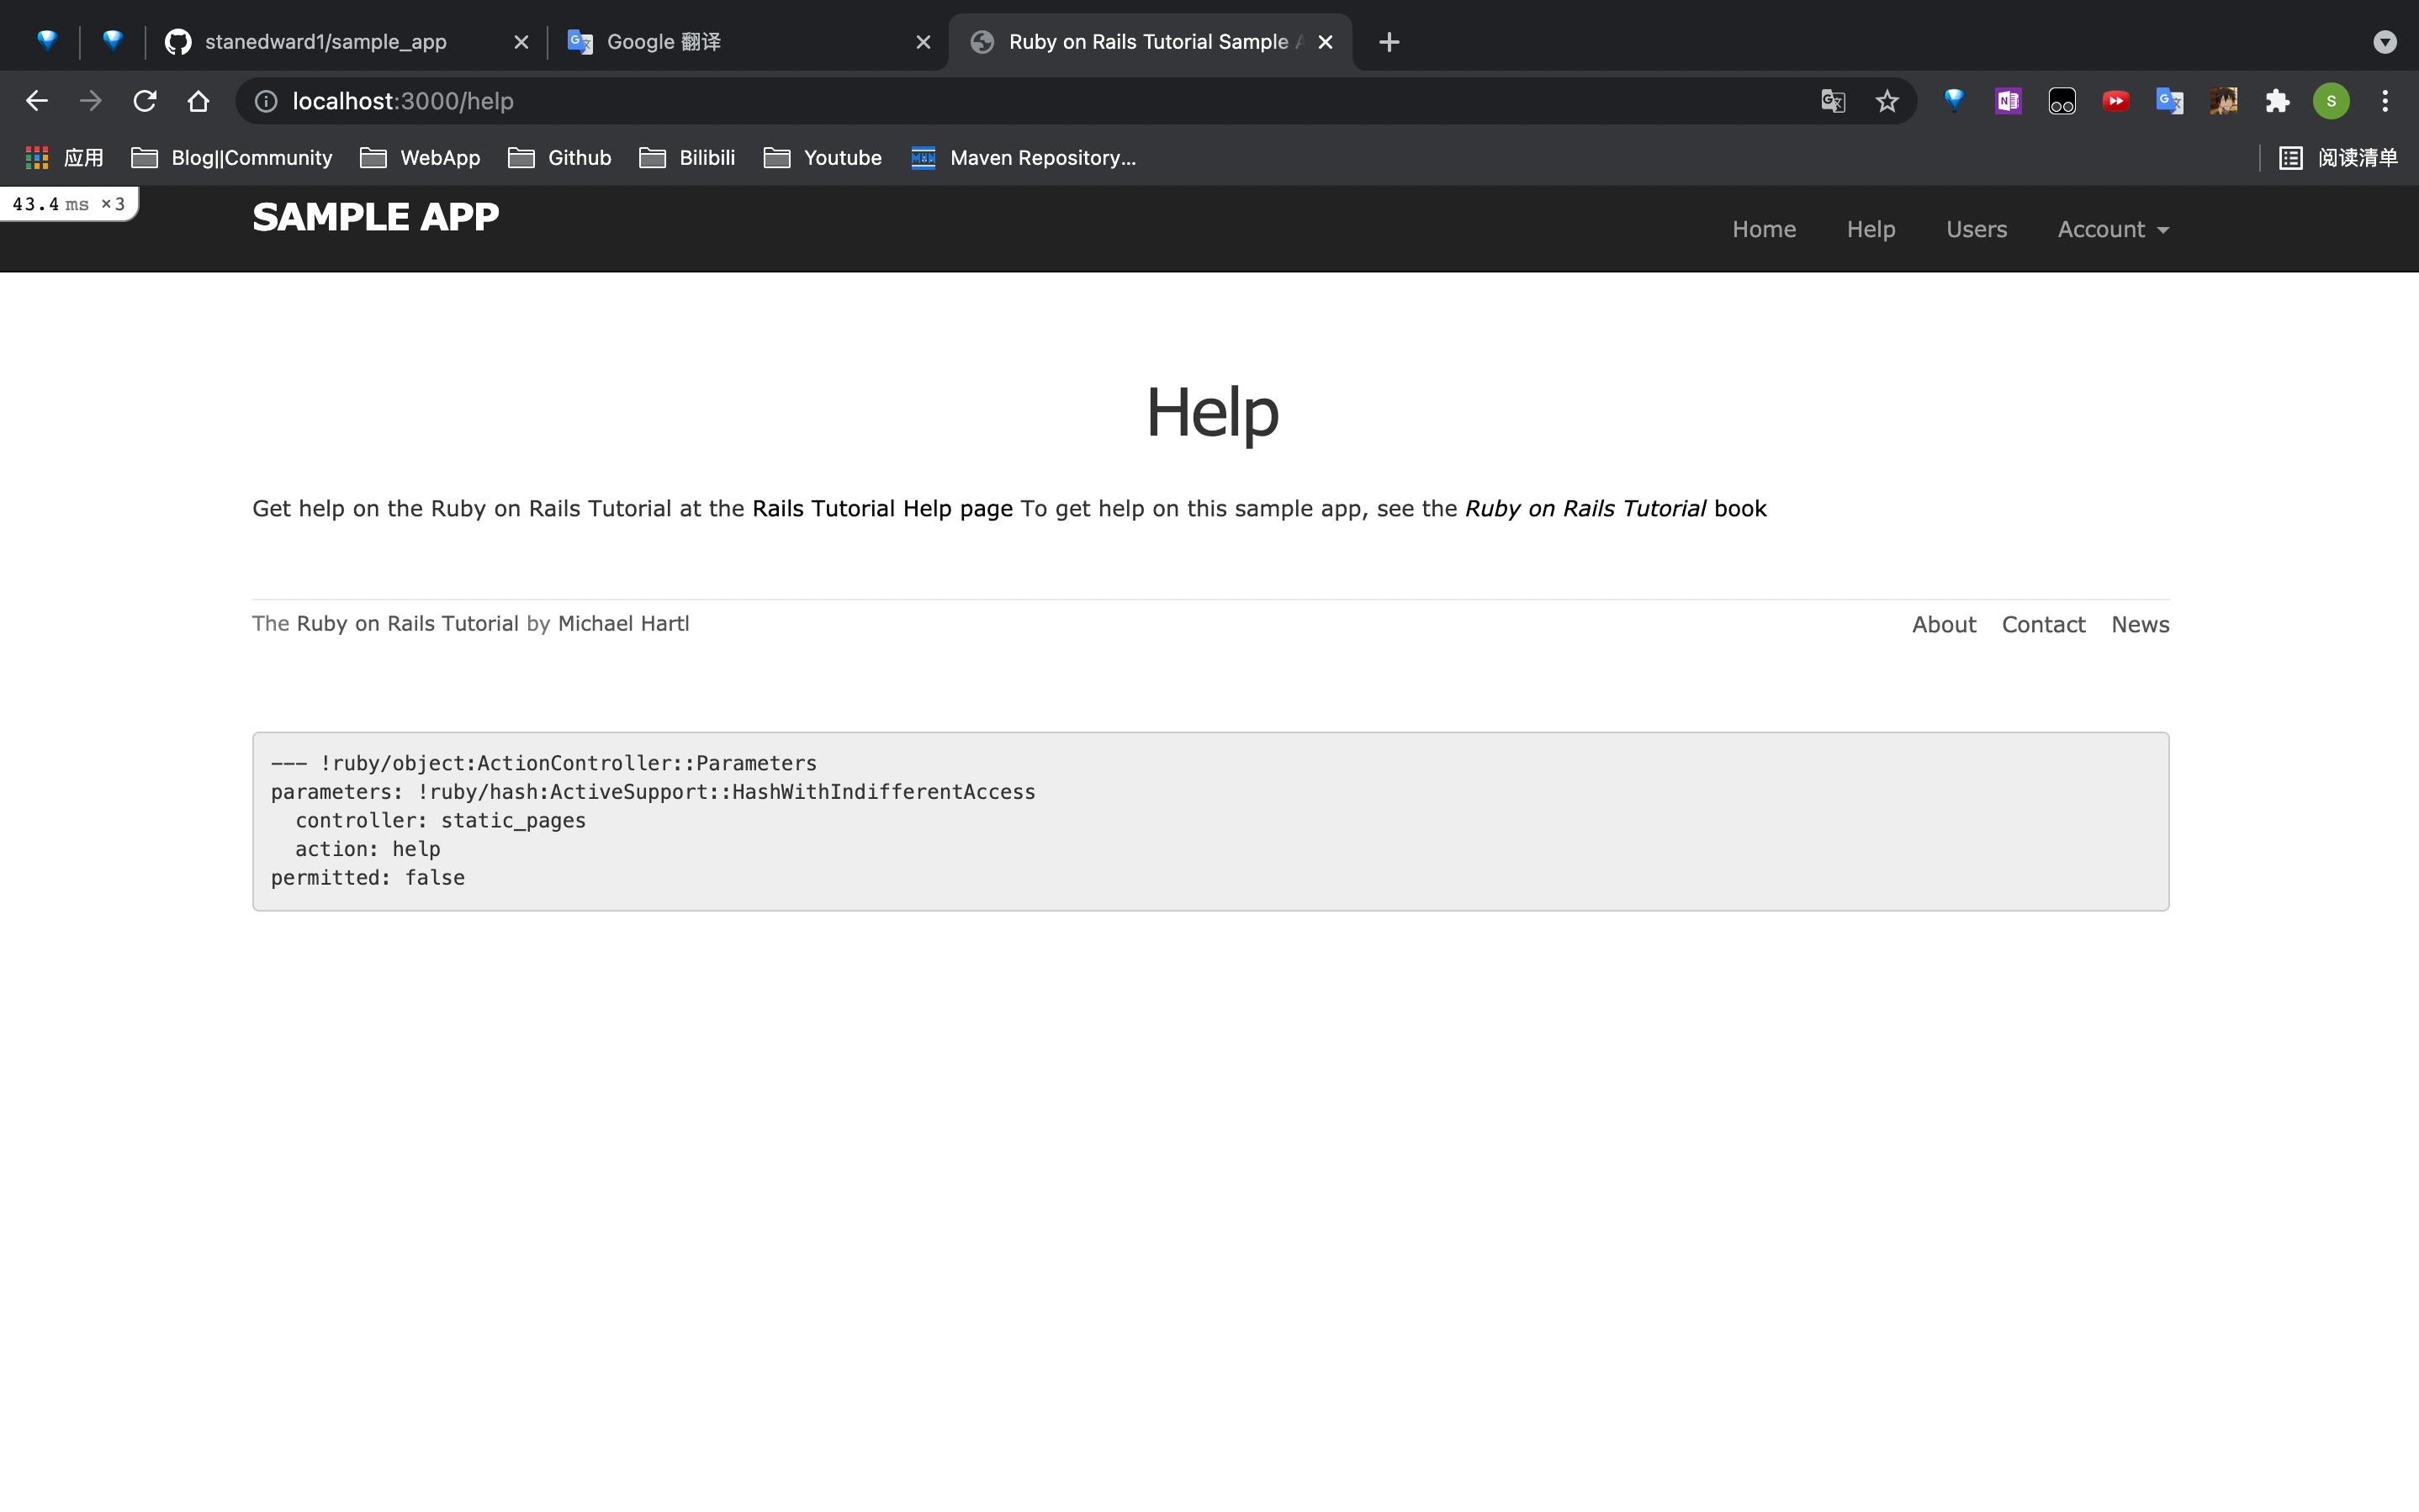 stanedward1/sample_app
Google 翻译
Ruby on Rails Tutorial Sample A
localhost:3000/help
S
应用
Blog||Community
WebApp
Github
Bilibili
Youtube
Maven Repository...
阅读清单
43.4 ms ×3
SAMPLE APP
Home
Help
Users
Account
Help
Get help on the Ruby on Rails Tutorial at the Rails Tutorial Help page To get help on this sample app, see the Ruby on Rails Tutorial book
The Ruby on Rails Tutorial by Michael Hartl
About
Contact
News
--- !ruby/object:ActionController::Parameters
parameters: !ruby/hash:ActiveSupport::HashWithIndifferentAccess
  controller: static_pages
  action: help
permitted: false